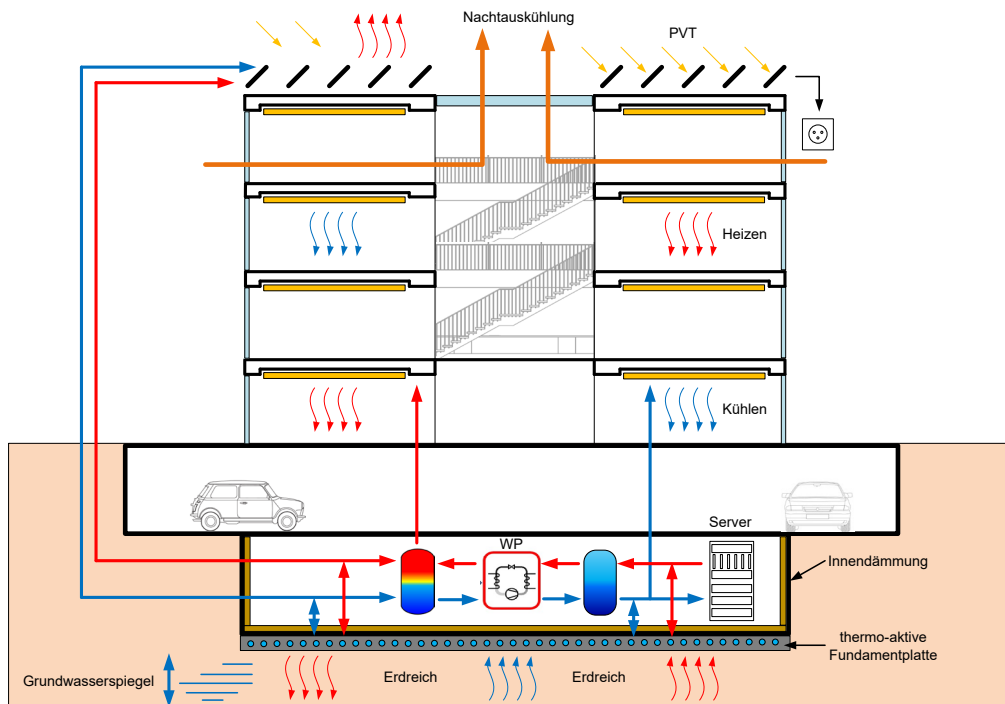 Nachtauskühlung
PVT
Heizen
Kühlen
Server
WP
Innendämmung
thermo-aktive
Fundamentplatte
Grundwasserspiegel
Erdreich
Erdreich